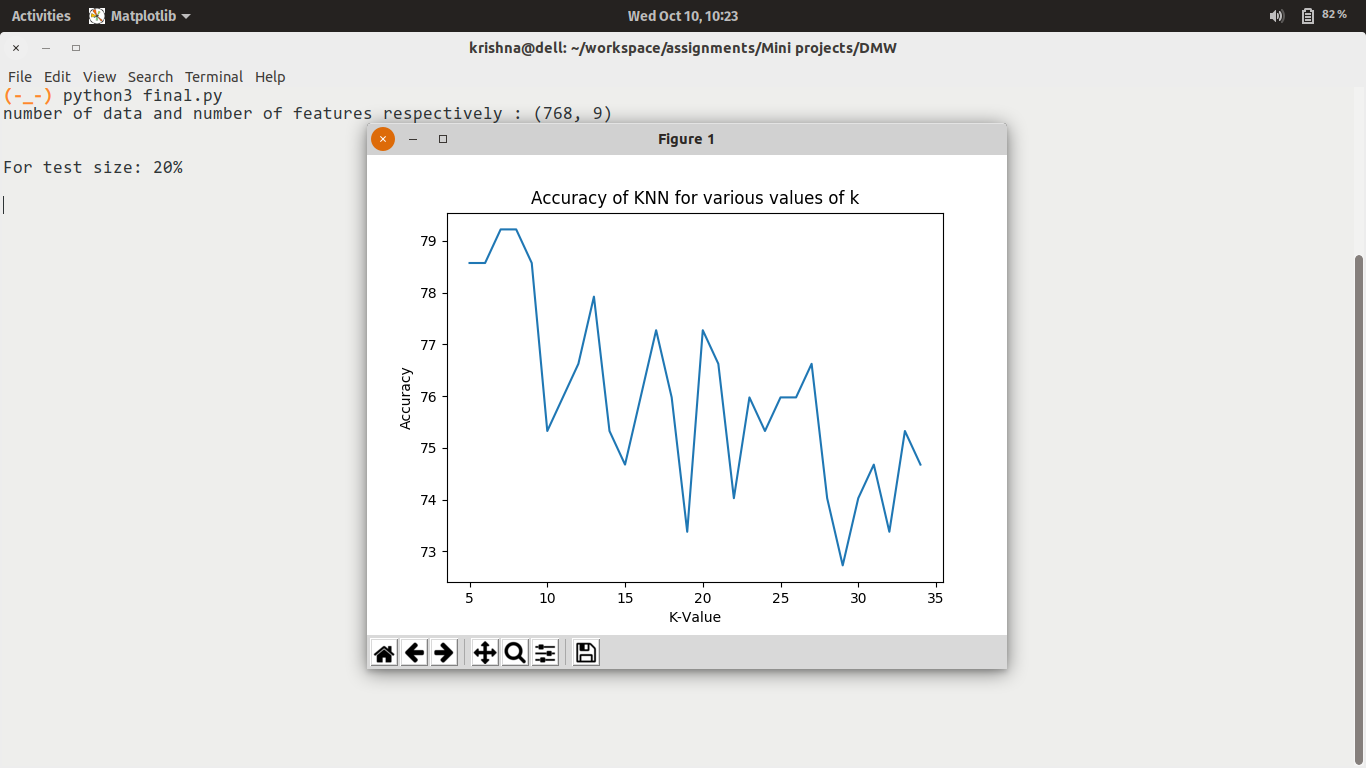 Activities Matplotlib Wed Oct 10, 10:23 82 %
krishna@dell: ~/workspace/assignments/Mini projects/DMW
File Edit View Search Terminal Help
(-_-) python3 final.py
number of data and number of features respectively : (768, 9)
For test size: 20%
Figure 1
Accuracy of KNN for various values of k
Accuracy
79
78
77
76
75
74
73
5 10 15 20 25 30 35
K-Value